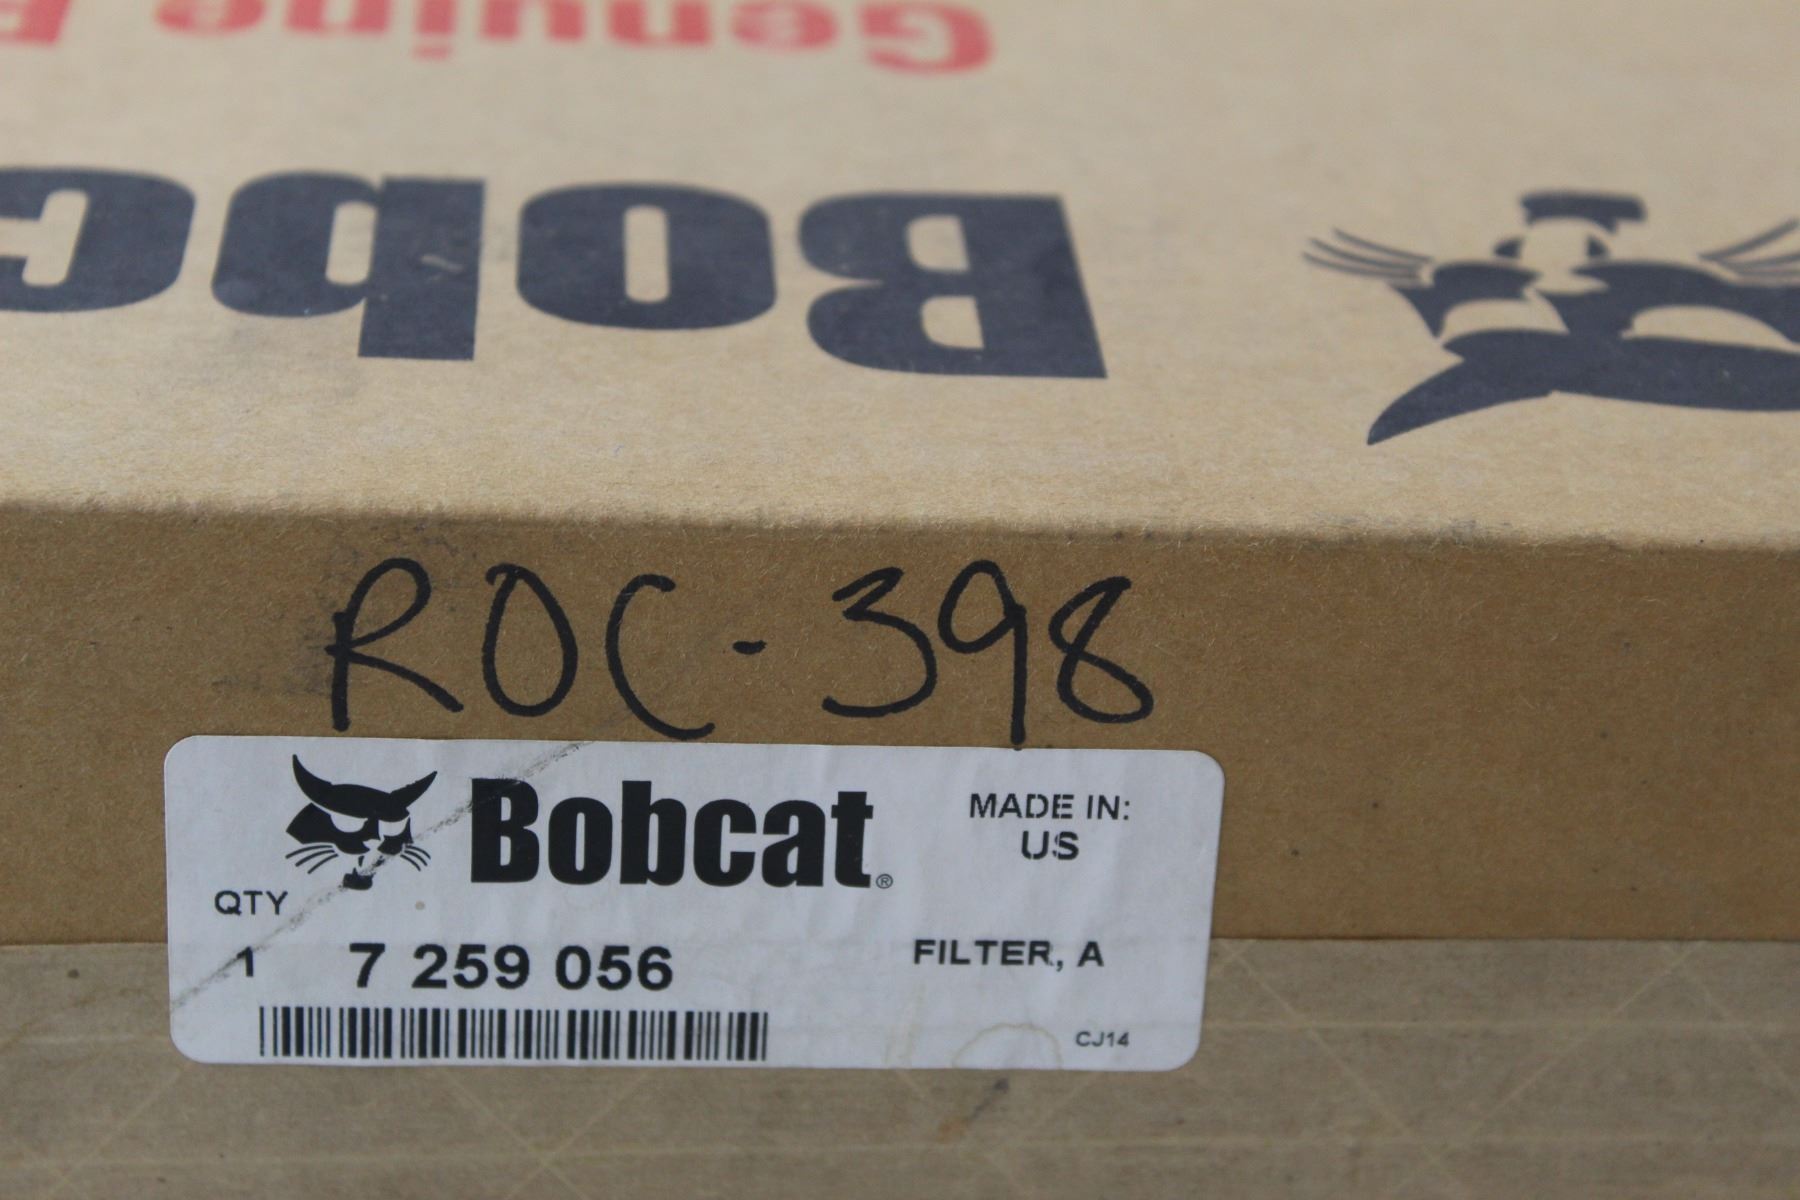 Genuine
Bobc
ROC-398
Bobcat®
MADE IN:
US
QTY
1 7 259 056
FILTER, A
CJ14